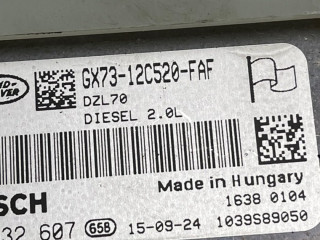 ROVER
GX73-12C520-FAF
DZL70
DIESEL 2.0L
Made in Hungary
SCH
1638 0104
32 607 658 15-09-24 1039S89050